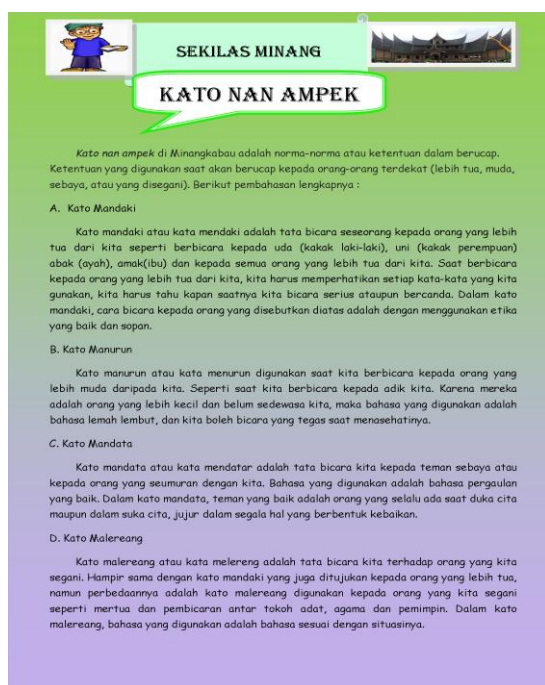 SEKILAS MINANG
KATO NAN AMPEK
Kato nan ampek di Minangkabau adalah norma-norma atau ketentuan dalam berucap.
Ketentuan yang digunakan saat akan berucap kepada orang-orang terdekat (lebih tua, muda,
sebaya, atau yang disegani). Berikut pembahasan lengkapnya :
A. Kato Mandaki
Kato mandaki atau kata mendaki adalah tata bicara seseorang kepada orang yang lebih
tua dari kita seperti berbicara kepada uda (kakak laki-laki), uni (kakak perempuan)
abak (ayah), amak(ibu) dan kepada semua orang yang lebih tua dari kita. Saat berbicara
kepada orang yang lebih tua dari kita, kita harus memperhatikan setiap kata-kata yang kita
gunakan, kita harus tahu kapan saatnya kita bicara serius ataupun bercanda. Dalam kato
mandaki, cara bicara kepada orang yang disebutkan diatas adalah dengan menggunakan etika
yang baik dan sopan.
B. Kato Manurun
Kato manurun atau kata menurun digunakan saat kita berbicara kepada orang yang
lebih muda daripada kita. Seperti saat kita berbicara kepada adik kita. Karena mereka
adalah orang yang lebih kecil dan belum sedewasa kita, maka bahasa yang digunakan adalah
bahasa lemah lembut, dan kita boleh bicara yang tegas saat menasehatinya.
C. Kato Mandata
Kato mandata atau kata mendatar adalah tata bicara kita kepada teman sebaya atau
kepada orang yang seumuran dengan kita. Bahasa yang digunakan adalah bahasa pergaulan
yang baik. Dalam kato mandata, teman yang baik adalah orang yang selalu ada saat duka cita
maupun dalam suka cita, jujur dalam segala hal yang berbentuk kebaikan.
D. Kato Malereang
Kato malereang atau kata melereng adalah tata bicara kita terhadap orang yang kita
segani. Hampir sama dengan kato mandaki yang juga ditujukan kepada orang yang lebih tua,
namun perbedaannya adalah kato malereang digunakan kepada orang yang kita segani
seperti mertua dan pembicaran antar tokoh adat, agama dan pemimpin. Dalam kato
malereang, bahasa yang digunakan adalah bahasa sesuai dengan situasinya.